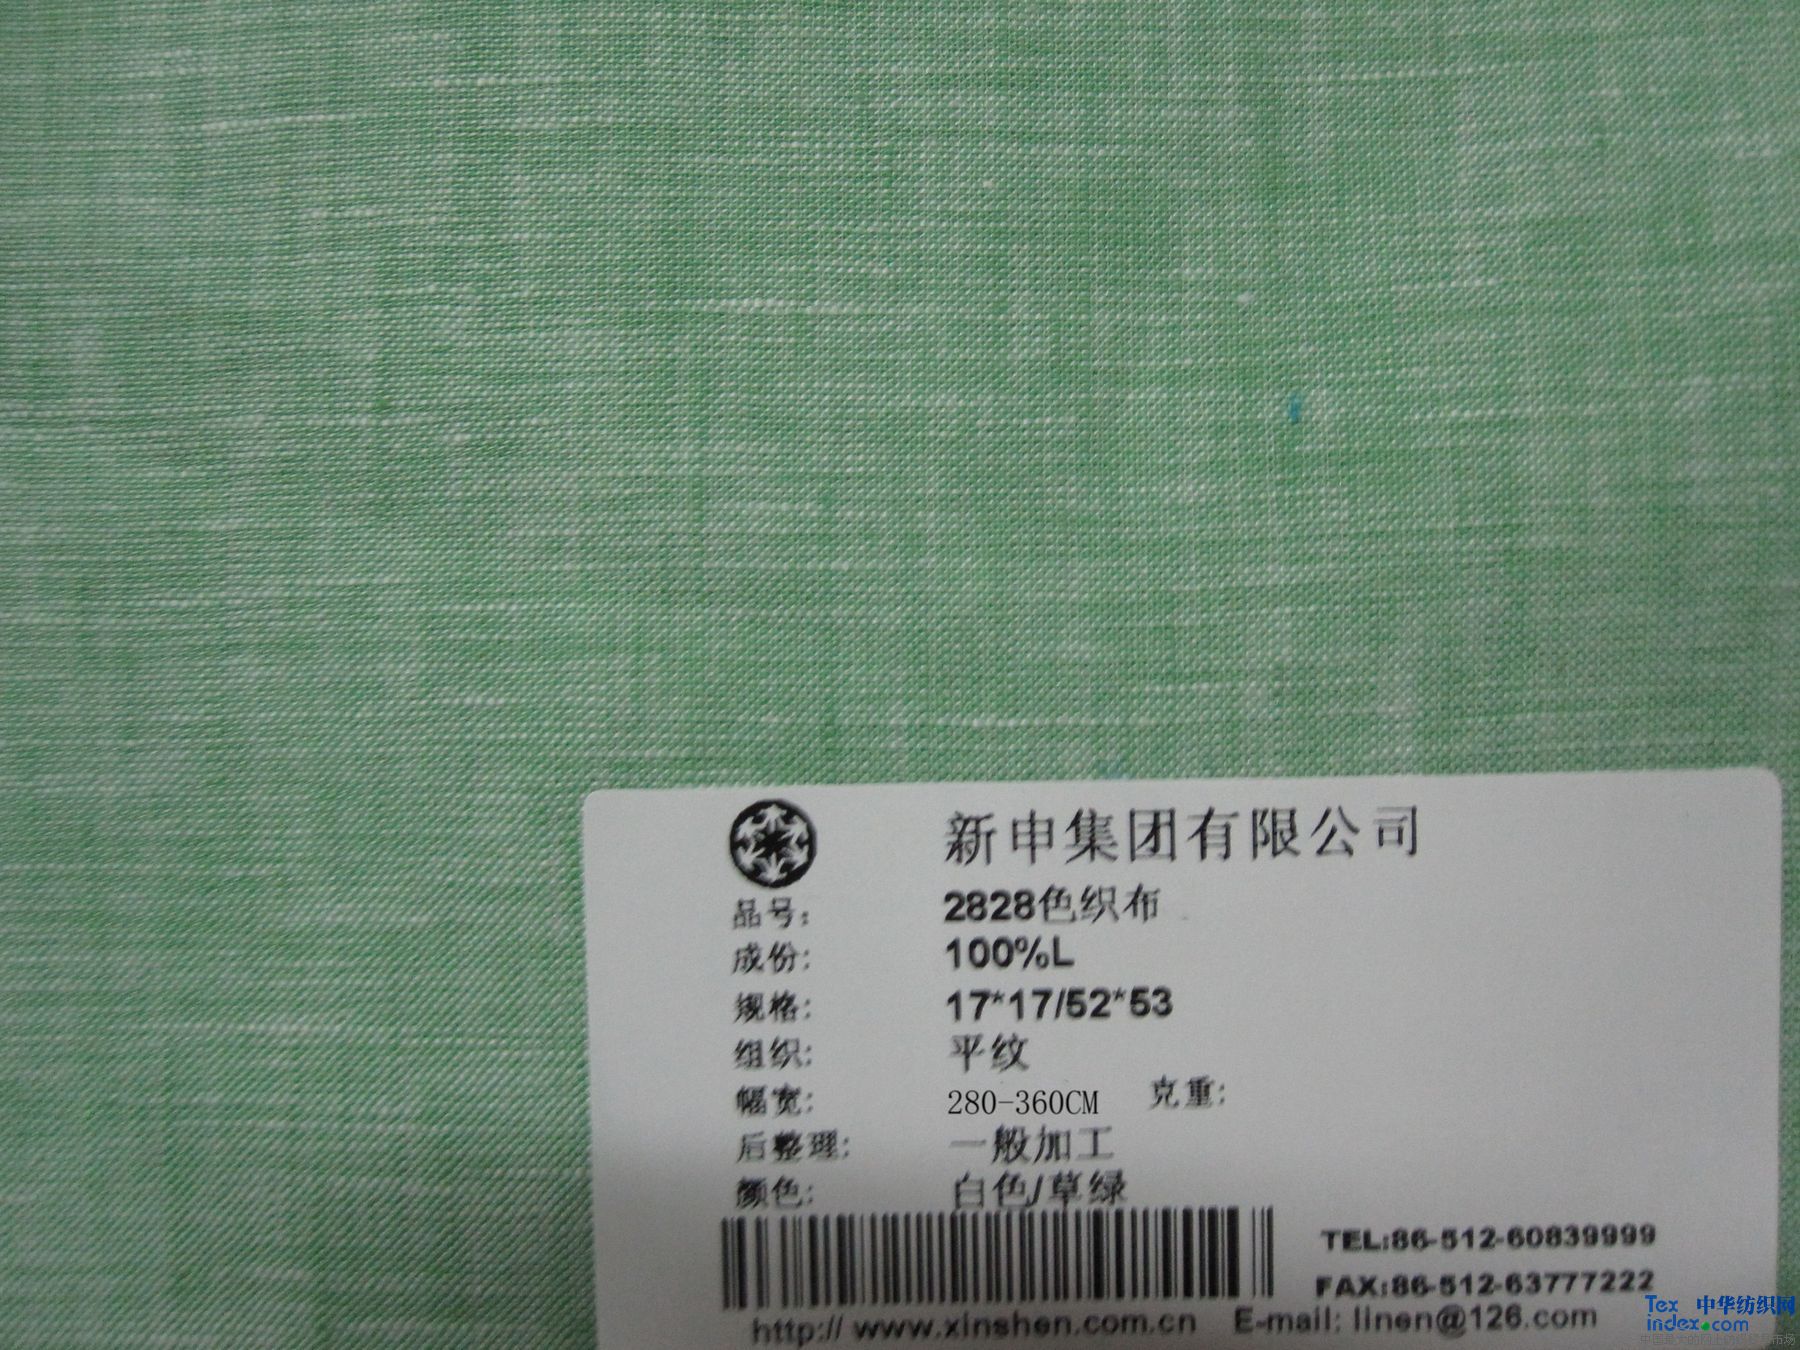 新申集团有限公司
品号: 2828色织布
成份: 100%L
规格: 17*17/52*53
组织: 平纹
幅宽: 280-360CM 克重:
后整理: 一般加工
颜色: 白色/草绿
TEL:86-512-60839999
FAX:86-512-63777222
http:// www.xinshen.com.cn E-mail: linen@126.com
Tex 中华纺织网
index.com